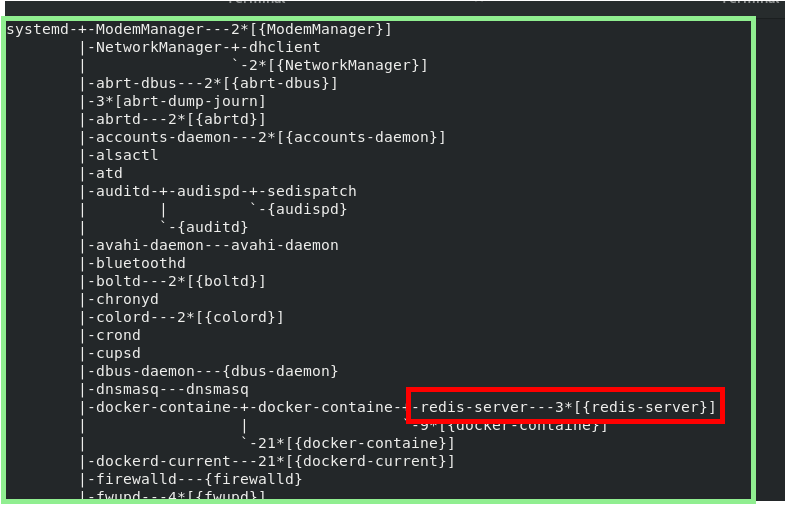 Terminal Terminal
systemd-+-ModemManager---2*[{ModemManager}]
        |-NetworkManager-+-dhclient
        |                `-2*[{NetworkManager}]
        |-abrt-dbus---2*[{abrt-dbus}]
        |-3*[abrt-dump-journ]
        |-abrtd---2*[{abrtd}]
        |-accounts-daemon---2*[{accounts-daemon}]
        |-alsactl
        |-atd
        |-auditd-+-audispd-+-sedispatch
        |        |         `-{audispd}
        |        `-{auditd}
        |-avahi-daemon---avahi-daemon
        |-bluetoothd
        |-boltd---2*[{boltd}]
        |-chronyd
        |-colord---2*[{colord}]
        |-crond
        |-cupsd
        |-dbus-daemon---{dbus-daemon}
        |-dnsmasq---dnsmasq
        |-docker-containe-+-docker-containe-+-redis-server---3*[{redis-server}]
        |                 |                 `-9*[{docker-containe}]
        |                 `-21*[{docker-containe}]
        |-dockerd-current---21*[{dockerd-current}]
        |-firewalld---{firewalld}
        |-fwupd---4*[{fwupd}]